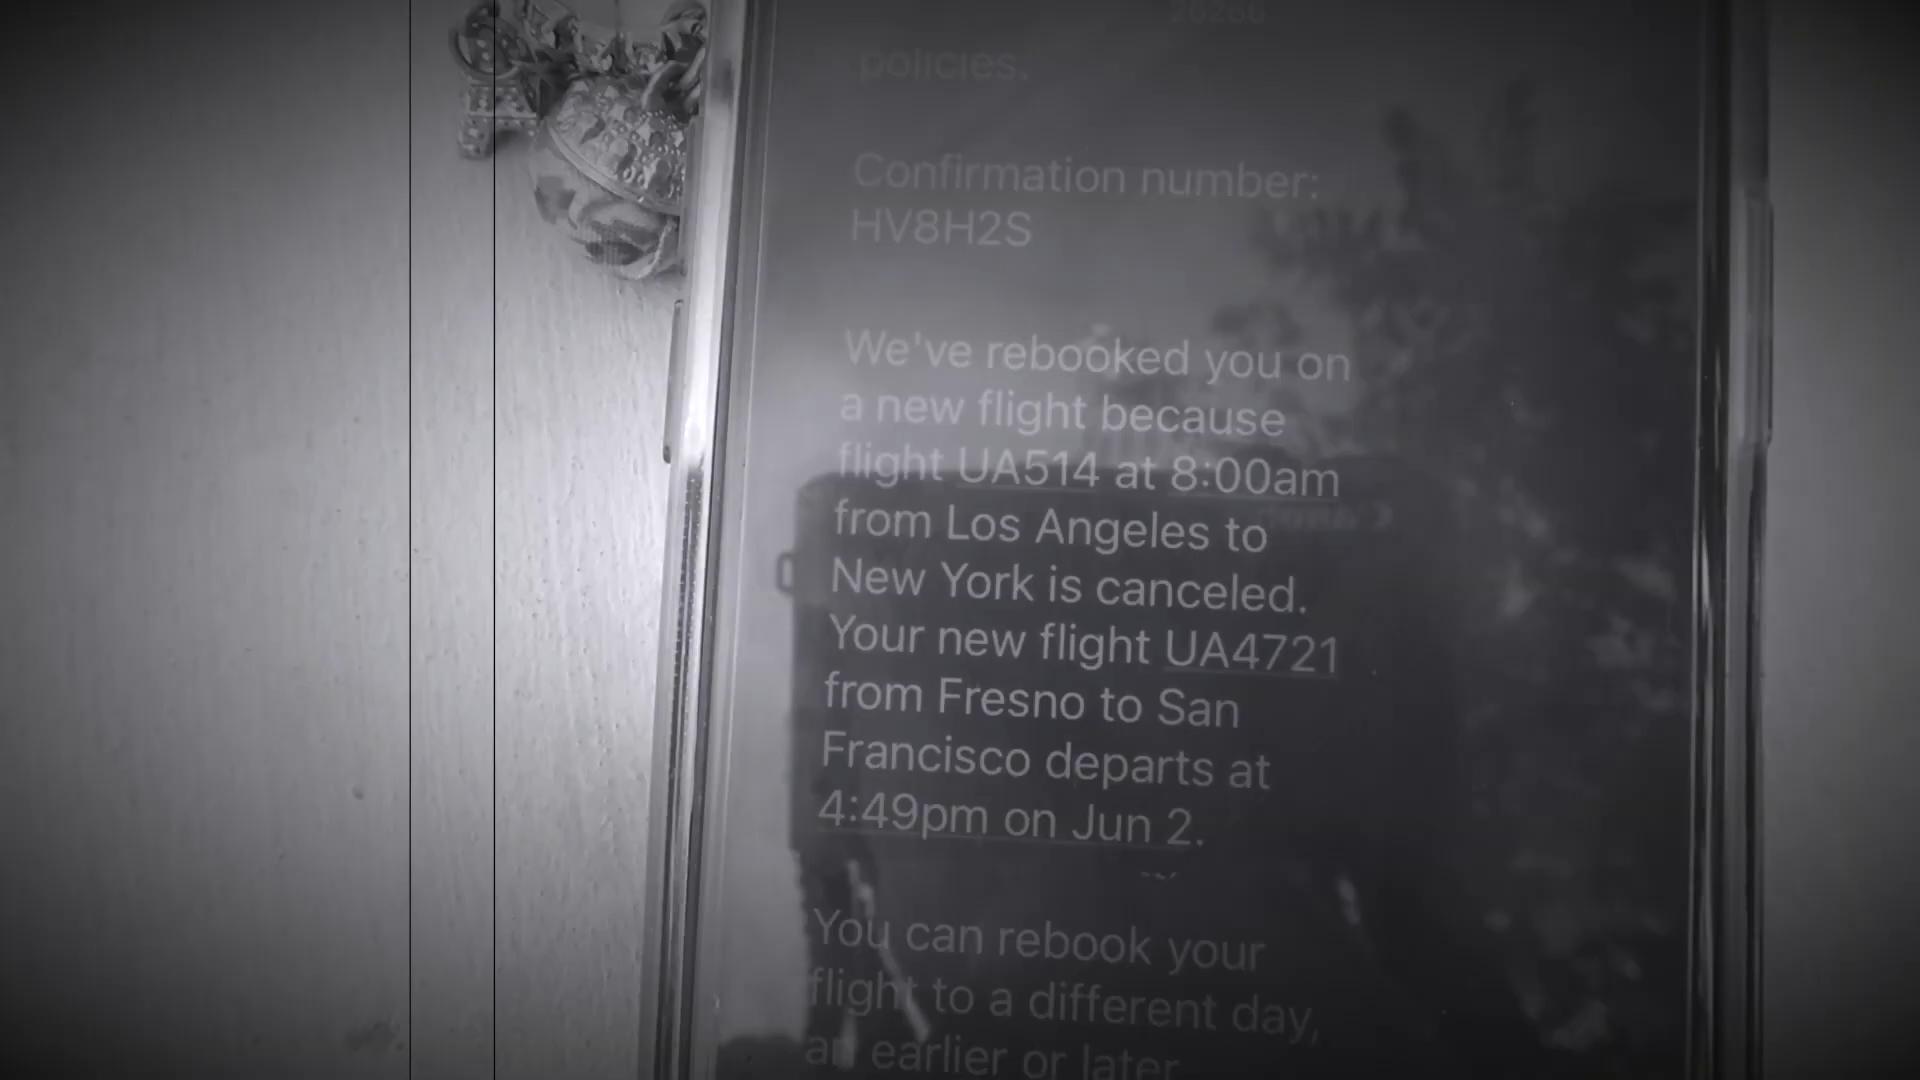 policies.
Confirmation number:
HV8H2S
We've rebooked you on
a new flight because
flight UA514 at 8:00am
from Los Angeles to
New York is canceled.
Your new flight UA4721
from Fresno to San
Francisco departs at
4:49pm on Jun 2.
You can rebook your
flight to a different day,
an earlier or later